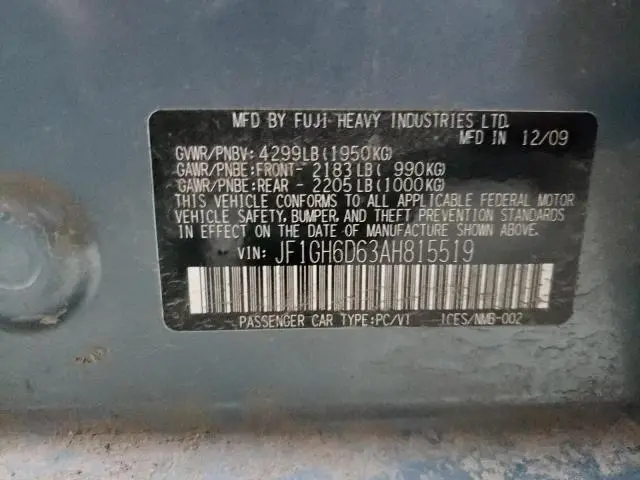 MFD BY FUJI HEAVY INDUSTRIES LTD.
MFD IN 12/09
GVWR/PNBV: 4299LB(1950KG)
GAWR/PNBE:FRONT- 2183LB( 990KG)
GAWR/PNBE:REAR - 2205LB(1000KG)
THIS VEHICLE CONFORMS TO ALL APPLICABLE FEDERAL MOTOR
VEHICLE SAFETY, BUMPER, AND THEFT PREVENTION STANDARDS
IN EFFECT ON THE DATE OF MANUFACTURE SHOWN ABOVE.
VIN: JF1GH6D63AH815519
PASSENGER CAR TYPE:PC/VT ICES/NMB-002